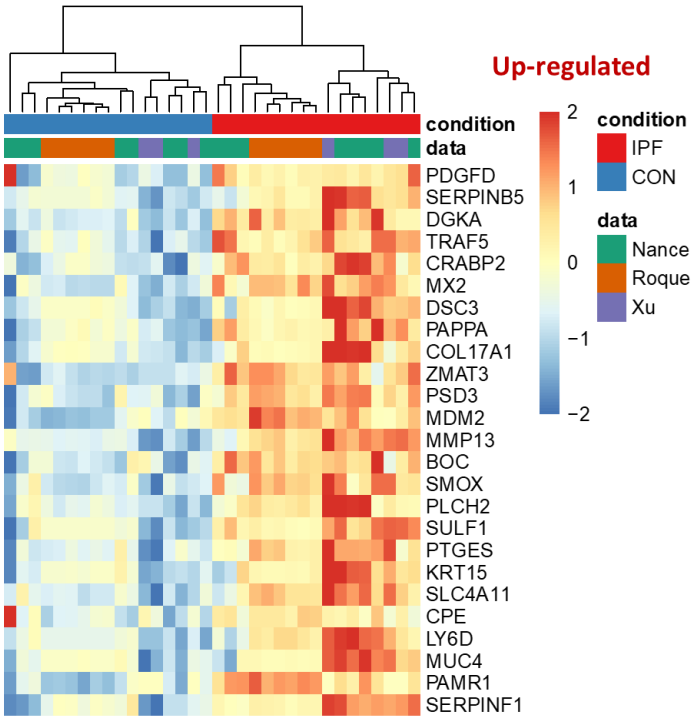 Up-regulated
condition
data
PDGFD
SERPINB5
DGKA
TRAF5
CRABP2
MX2
DSC3
PAPPA
COL17A1
ZMAT3
PSD3
MDM2
MMP13
BOC
SMOX
PLCH2
SULF1
PTGES
KRT15
SLC4A11
CPE
LY6D
MUC4
PAMR1
SERPINF1
2
1
0
−1
−2
condition
IPF
CON
data
Nance
Roque
Xu